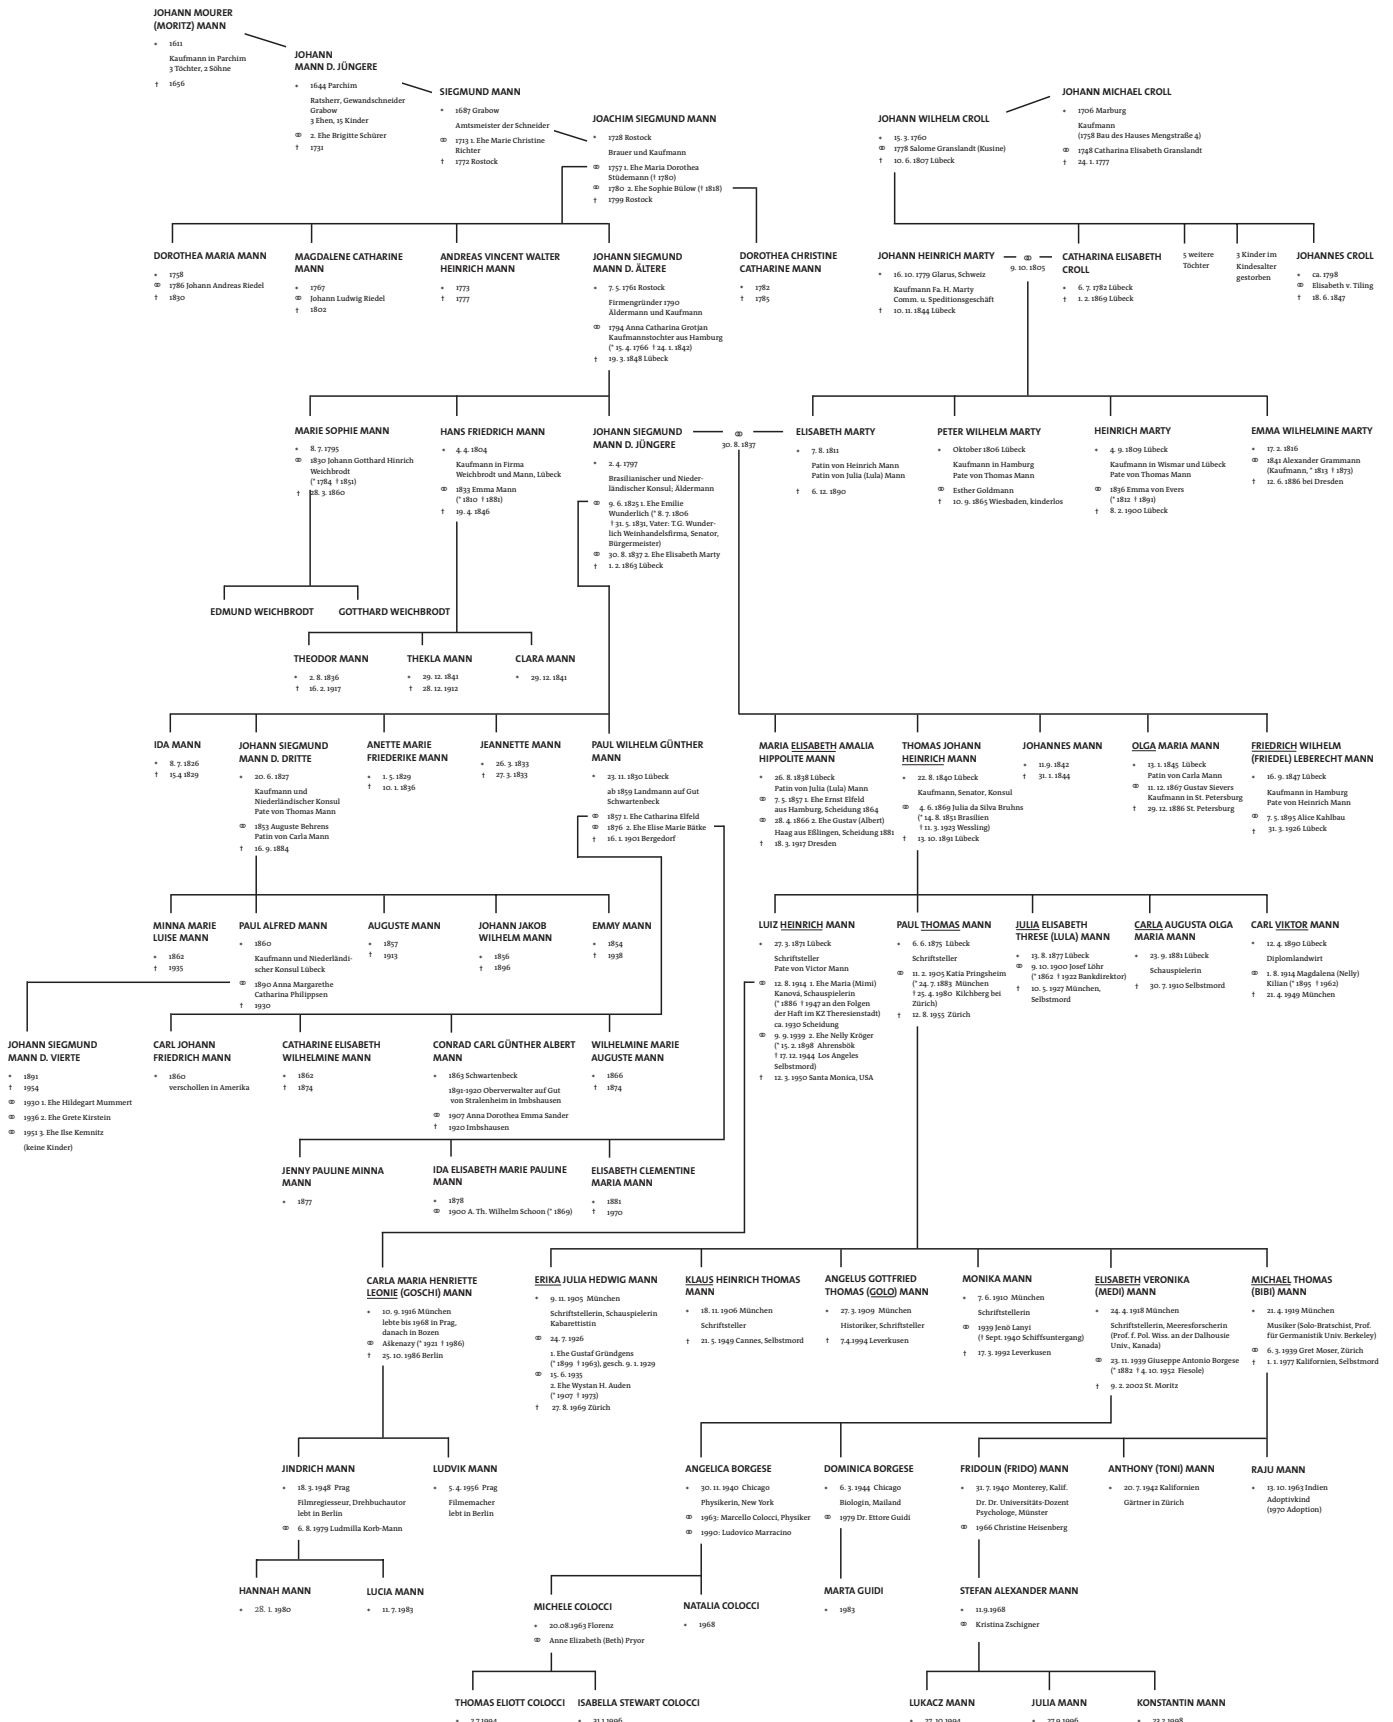 JOHANN MOURER
(MORITZ) MANN
* 1611
Kaufmann in Parchim
3 Töchter, 2 Söhne
† 1656
JOHANN
MANN D. JÜNGERE
* 1644 Parchim
Ratsherr, Gewandschneider
Grabow
3 Ehen, 15 Kinder
⚭ 2. Ehe Brigitte Schürer
† 1731
SIEGMUND MANN
* 1687 Grabow
Amtsmeister der Schneider
⚭ 1713 1. Ehe Marie Christine
Richter
† 1772 Rostock
JOACHIM SIEGMUND MANN
* 1728 Rostock
Brauer und Kaufmann
⚭ 1757 1. Ehe Maria Dorothea
Stüdemann († 1780)
⚭ 1780 2. Ehe Sophie Bülow († 1818)
† 1799 Rostock
JOHANN WILHELM CROLL
* 15. 3. 1760
⚭ 1778 Salome Granslandt (Kusine)
† 10. 6. 1807 Lübeck
JOHANN MICHAEL CROLL
* 1706 Marburg
Kaufmann
(1758 Bau des Hauses Mengstraße 4)
⚭ 1748 Catharina Elisabeth Granslandt
† 24. 1. 1777
DOROTHEA MARIA MANN
* 1758
⚭ 1786 Johann Andreas Riedel
† 1830
MAGDALENE CATHARINE
MANN
* 1767
⚭ Johann Ludwig Riedel
† 1802
ANDREAS VINCENT WALTER
HEINRICH MANN
* 1773
† 1777
JOHANN SIEGMUND
MANN D. ÄLTERE
* 7. 5. 1761 Rostock
Firmengründer 1790
Äldermann und Kaufmann
⚭ 1794 Anna Catharina Grotjan
Kaufmannstochter aus Hamburg
(* 15. 4. 1766 † 24. 1. 1842)
† 19. 3. 1848 Lübeck
DOROTHEA CHRISTINE
CATHARINE MANN
* 1782
† 1785
JOHANN HEINRICH MARTY
* 16. 10. 1779 Glarus, Schweiz
Kaufmann Fa. H. Marty
Comm. u. Speditionsgeschäft
† 10. 11. 1844 Lübeck
⚭
9. 10. 1805
CATHARINA ELISABETH
CROLL
* 6. 7. 1782 Lübeck
† 1. 2. 1869 Lübeck
5 weitere
Töchter
3 Kinder im
Kindesalter
gestorben
JOHANNES CROLL
* ca. 1798
⚭ Elisabeth v. Tiling
† 18. 6. 1847
MARIE SOPHIE MANN
* 8. 7. 1795
⚭ 1830 Johann Gotthard Hinrich
Weichbrodt
(* 1784 † 1851)
† 28. 3. 1860
HANS FRIEDRICH MANN
* 4. 4. 1804
Kaufmann in Firma
Weichbrodt und Mann, Lübeck
⚭ 1833 Emma Mann
(* 1810 † 1881)
† 19. 4. 1846
JOHANN SIEGMUND
MANN D. JÜNGERE
* 2. 4. 1797
Brasilianischer und Nieder-
ländischer Konsul; Äldermann
⚭ 9. 6. 1825 1. Ehe Emilie
Wunderlich (* 8. 7. 1806
† 31. 5. 1831, Vater: T.G. Wunder-
lich Weinhandelsfirma, Senator,
Bürgermeister)
⚭ 30. 8. 1837 2. Ehe Elisabeth Marty
† 1. 2. 1863 Lübeck
⚭
30. 8. 1837
ELISABETH MARTY
* 7. 8. 1811
Patin von Heinrich Mann
Patin von Julia (Lula) Mann
† 6. 12. 1890
PETER WILHELM MARTY
* Oktober 1806 Lübeck
Kaufmann in Hamburg
Pate von Thomas Mann
⚭ Esther Goldmann
† 10. 9. 1865 Wiesbaden, kinderlos
HEINRICH MARTY
* 4. 9. 1809 Lübeck
Kaufmann in Wismar und Lübeck
Pate von Thomas Mann
⚭ 1836 Emma von Evers
(* 1812 † 1891)
† 8. 2. 1900 Lübeck
EMMA WILHELMINE MARTY
* 17. 2. 1816
⚭ 1841 Alexander Grammann
(Kaufmann, * 1813 † 1873)
† 12. 6. 1886 bei Dresden
EDMUND WEICHBRODT
GOTTHARD WEICHBRODT
THEODOR MANN
* 2. 8. 1836
† 16. 2. 1917
THEKLA MANN
* 29. 12. 1841
† 28. 12. 1912
CLARA MANN
* 29. 12. 1841
IDA MANN
* 8. 7. 1826
† 15.4 1829
JOHANN SIEGMUND
MANN D. DRITTE
* 20. 6. 1827
Kaufmann und
Niederländischer Konsul
Pate von Thomas Mann
⚭ 1853 Auguste Behrens
Patin von Carla Mann
† 16. 9. 1884
ANETTE MARIE
FRIEDERIKE MANN
* 1. 5. 1829
† 10. 1. 1836
JEANNETTE MANN
* 26. 3. 1833
† 27. 3. 1833
PAUL WILHELM GÜNTHER
MANN
* 23. 11. 1830 Lübeck
ab 1859 Landmann auf Gut
Schwartenbeck
⚭ 1857 1. Ehe Catharina Elfeld
⚭ 1876 2. Ehe Elise Marie Bätke
† 16. 1. 1901 Bergedorf
MARIA ELISABETH AMALIA
HIPPOLITE MANN
* 26. 8. 1838 Lübeck
Patin von Julia (Lula) Mann
⚭ 7. 5. 1857 1. Ehe Ernst Elfeld
aus Hamburg, Scheidung 1864
⚭ 28. 4. 1866 2. Ehe Gustav (Albert)
Haag aus Eßlingen, Scheidung 1881
† 18. 3. 1917 Dresden
THOMAS JOHANN
HEINRICH MANN
* 22. 8. 1840 Lübeck
Kaufmann, Senator, Konsul
⚭ 4. 6. 1869 Julia da Silva Bruhns
(* 14. 8. 1851 Brasilien
† 11. 3. 1923 Wessling)
† 13. 10. 1891 Lübeck
JOHANNES MANN
* 11.9. 1842
† 31. 1. 1844
OLGA MARIA MANN
* 13. 1. 1845 Lübeck
Patin von Carla Mann
⚭ 11. 12. 1867 Gustav Sievers
Kaufmann in St. Petersburg
† 29. 12. 1886 St. Petersburg
FRIEDRICH WILHELM
(FRIEDEL) LEBERECHT MANN
* 16. 9. 1847 Lübeck
Kaufmann in Hamburg
Pate von Heinrich Mann
⚭ 7. 5. 1895 Alice Kahlbau
† 31. 3. 1926 Lübeck
MINNA MARIE
LUISE MANN
* 1862
† 1935
PAUL ALFRED MANN
* 1860
Kaufmann und Niederländi-
scher Konsul Lübeck
⚭ 1890 Anna Margarethe
Catharina Philippsen
† 1930
AUGUSTE MANN
* 1857
† 1913
JOHANN JAKOB
WILHELM MANN
* 1856
† 1896
EMMY MANN
* 1854
† 1938
LUIZ HEINRICH MANN
* 27. 3. 1871 Lübeck
Schriftsteller
Pate von Victor Mann
⚭ 12. 8. 1914 1. Ehe Maria (Mimi)
Kanová, Schauspielerin
(* 1886 † 1947 an den Folgen
der Haft im KZ Theresienstadt)
ca. 1930 Scheidung
⚭ 9. 9. 1939 2. Ehe Nelly Kröger
(* 15. 2. 1898 Ahrensbök
† 17. 12. 1944 Los Angeles
Selbstmord)
† 12. 3. 1950 Santa Monica, USA
PAUL THOMAS MANN
* 6. 6. 1875 Lübeck
Schriftsteller
⚭ 11. 2. 1905 Katia Pringsheim
(* 24. 7. 1883 München
† 25. 4. 1980 Kilchberg bei
Zürich)
† 12. 8. 1955 Zürich
JULIA ELISABETH
THRESE (LULA) MANN
* 13. 8. 1877 Lübeck
⚭ 9. 10. 1900 Josef Löhr
(* 1862 † 1922 Bankdirektor)
† 10. 5. 1927 München,
Selbstmord
CARLA AUGUSTA OLGA
MARIA MANN
* 23. 9. 1881 Lübeck
Schauspielerin
† 30. 7. 1910 Selbstmord
CARL VIKTOR MANN
* 12. 4. 1890 Lübeck
Diplomlandwirt
⚭ 1. 8. 1914 Magdalena (Nelly)
Kilian (* 1895 † 1962)
† 21. 4. 1949 München
JOHANN SIEGMUND
MANN D. VIERTE
* 1891
† 1954
⚭ 1930 1. Ehe Hildegart Mummert
⚭ 1936 2. Ehe Grete Kirstein
⚭ 1951 3. Ehe Ilse Kemnitz
(keine Kinder)
CARL JOHANN
FRIEDRICH MANN
* 1860
verschollen in Amerika
CATHARINE ELISABETH
WILHELMINE MANN
* 1862
† 1874
CONRAD CARL GÜNTHER ALBERT
MANN
* 1863 Schwartenbeck
1891-1920 Oberverwalter auf Gut
von Stralenheim in Imbshausen
⚭ 1907 Anna Dorothea Emma Sander
† 1920 Imbshausen
WILHELMINE MARIE
AUGUSTE MANN
* 1866
† 1874
JENNY PAULINE MINNA
MANN
* 1877
IDA ELISABETH MARIE PAULINE
MANN
* 1878
⚭ 1900 A. Th. Wilhelm Schoon (* 1869)
ELISABETH CLEMENTINE
MARIA MANN
* 1881
† 1970
CARLA MARIA HENRIETTE
LEONIE (GOSCHI) MANN
* 10. 9. 1916 München
lebte bis 1968 in Prag,
danach in Bozen
⚭ Aškenazy (* 1921 † 1986)
† 25. 10. 1986 Berlin
ERIKA JULIA HEDWIG MANN
* 9. 11. 1905 München
Schriftstellerin, Schauspielerin
Kabarettistin
⚭ 24. 7. 1926
1. Ehe Gustaf Gründgens
(* 1899 † 1963), gesch. 9. 1. 1929
⚭ 15. 6. 1935
2. Ehe Wystan H. Auden
(* 1907 † 1973)
† 27. 8. 1969 Zürich
KLAUS HEINRICH THOMAS
MANN
* 18. 11. 1906 München
Schriftsteller
† 21. 5. 1949 Cannes, Selbstmord
ANGELUS GOTTFRIED
THOMAS (GOLO) MANN
* 27. 3. 1909 München
Historiker, Schriftsteller
† 7.4.1994 Leverkusen
MONIKA MANN
* 7. 6. 1910 München
Schriftstellerin
⚭ 1939 Jenö Lanyi
(† Sept. 1940 Schiffsuntergang)
† 17. 3. 1992 Leverkusen
ELISABETH VERONIKA
(MEDI) MANN
* 24. 4. 1918 München
Schriftstellerin, Meeresforscherin
(Prof. f. Pol. Wiss. an der Dalhousie
Univ., Kanada)
⚭ 23. 11. 1939 Giuseppe Antonio Borgese
(* 1882 † 4. 10. 1952 Fiesole)
† 9. 2. 2002 St. Moritz
MICHAEL THOMAS
(BIBI) MANN
* 21. 4. 1919 München
Musiker (Solo-Bratschist, Prof.
für Germanistik Univ. Berkeley)
⚭ 6. 3. 1939 Gret Moser, Zürich
† 1. 1. 1977 Kalifornien, Selbstmord
JINDRICH MANN
* 18. 3. 1948 Prag
Filmregiesseur, Drehbuchautor
lebt in Berlin
⚭ 6. 8. 1979 Ludmilla Korb-Mann
LUDVIK MANN
* 5. 4. 1956 Prag
Filmemacher
lebt in Berlin
ANGELICA BORGESE
* 30. 11. 1940 Chicago
Physikerin, New York
⚭ 1963: Marcello Colocci, Physiker
⚭ 1990: Ludovico Marracino
DOMINICA BORGESE
* 6. 3. 1944 Chicago
Biologin, Mailand
⚭ 1979 Dr. Ettore Guidi
FRIDOLIN (FRIDO) MANN
* 31. 7. 1940 Monterey, Kalif.
Dr. Dr. Universitäts-Dozent
Psychologe, Münster
⚭ 1966 Christine Heisenberg
ANTHONY (TONI) MANN
* 20. 7. 1942 Kalifornien
Gärtner in Zürich
RAJU MANN
* 13. 10. 1963 Indien
Adoptivkind
(1970 Adoption)
HANNAH MANN
* 28. 1. 1980
LUCIA MANN
* 11. 7. 1983
MICHELE COLOCCI
* 20.08.1963 Florenz
⚭ Anne Elizabeth (Beth) Pryor
NATALIA COLOCCI
* 1968
MARTA GUIDI
* 1983
STEFAN ALEXANDER MANN
* 11.9.1968
⚭ Kristina Zschigner
THOMAS ELIOTT COLOCCI
* 2.7.1994
ISABELLA STEWART COLOCCI
* 31.1.1996
LUKACZ MANN
* 27. 10.1994
JULIA MANN
* 27.9.1996
KONSTANTIN MANN
* 23.2.1998